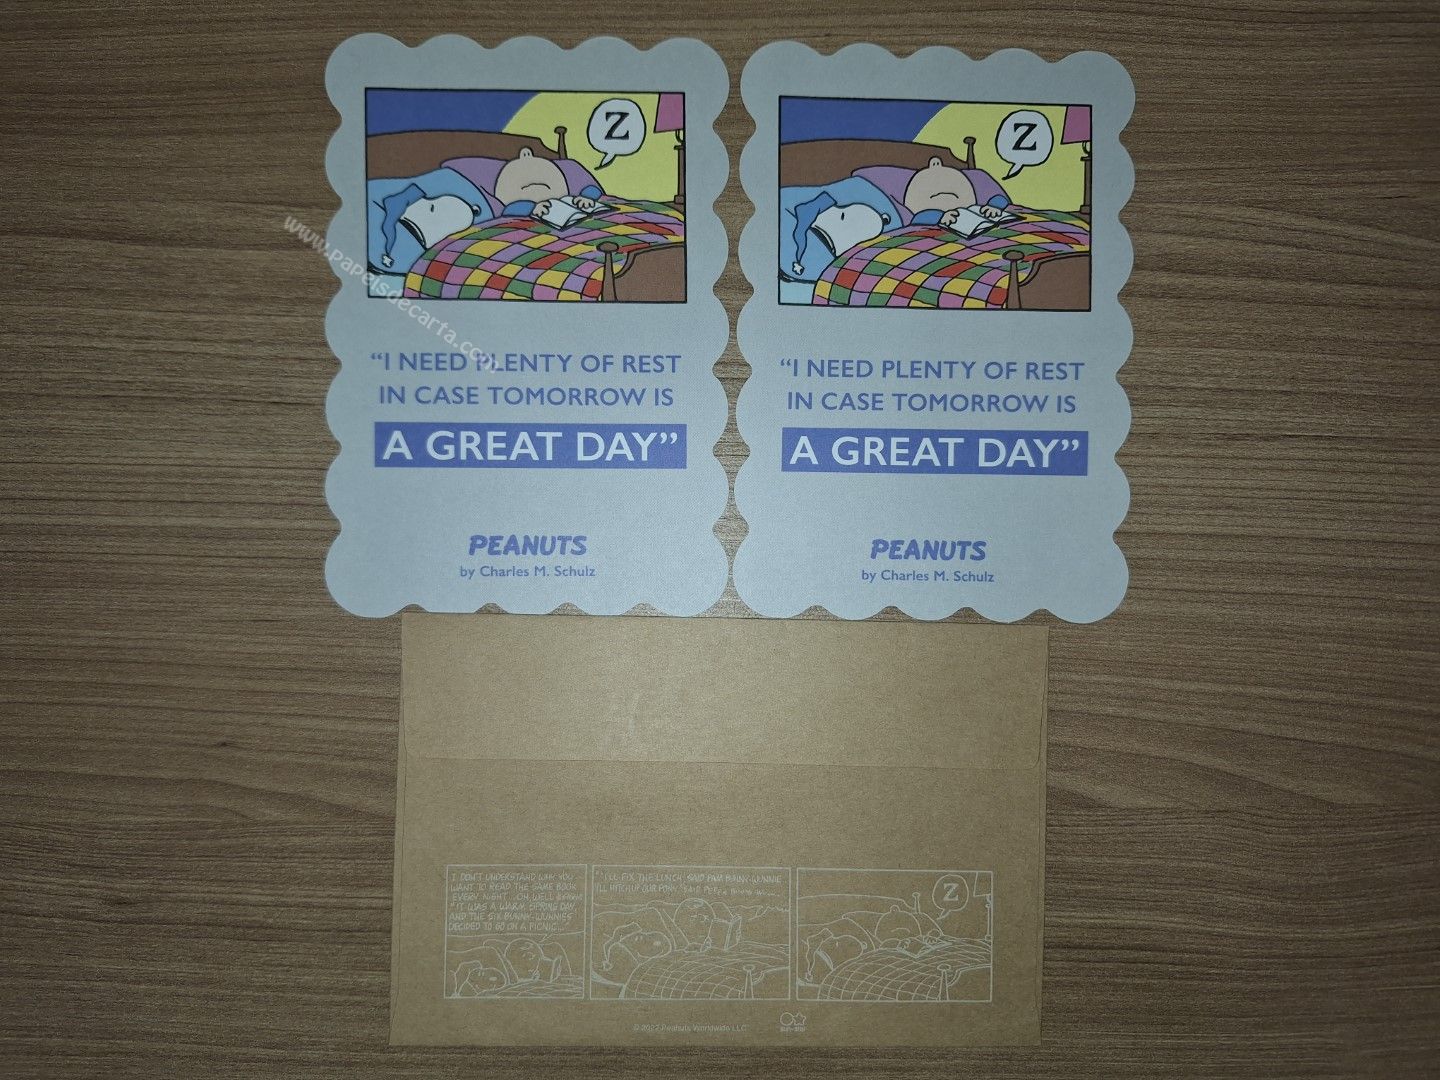 Z
"I NEED PLENTY OF REST
IN CASE TOMORROW IS
A GREAT DAY"
PEANUTS
by Charles M. Schulz
Z
"I NEED PLENTY OF REST
IN CASE TOMORROW IS
A GREAT DAY"
PEANUTS
by Charles M. Schulz
www.papeisdecarta.com
I DON'T UNDERSTAND WHY YOU
WANT TO READ THE SAME BOOK
EVERY NIGHT...OH, WELL
"IT WAS A WARM SPRING DAY,
AND THE SIX BUNNY-WUNNIES
DECIDED TO GO ON A PICNIC..."
"I'LL FIX THE LUNCH," SAID PAM BUNNY-WUNNIE
"I'LL HITCH UP OUR PONY," SAID
Z
© 2022 Peanuts Worldwide LLC
sun-star